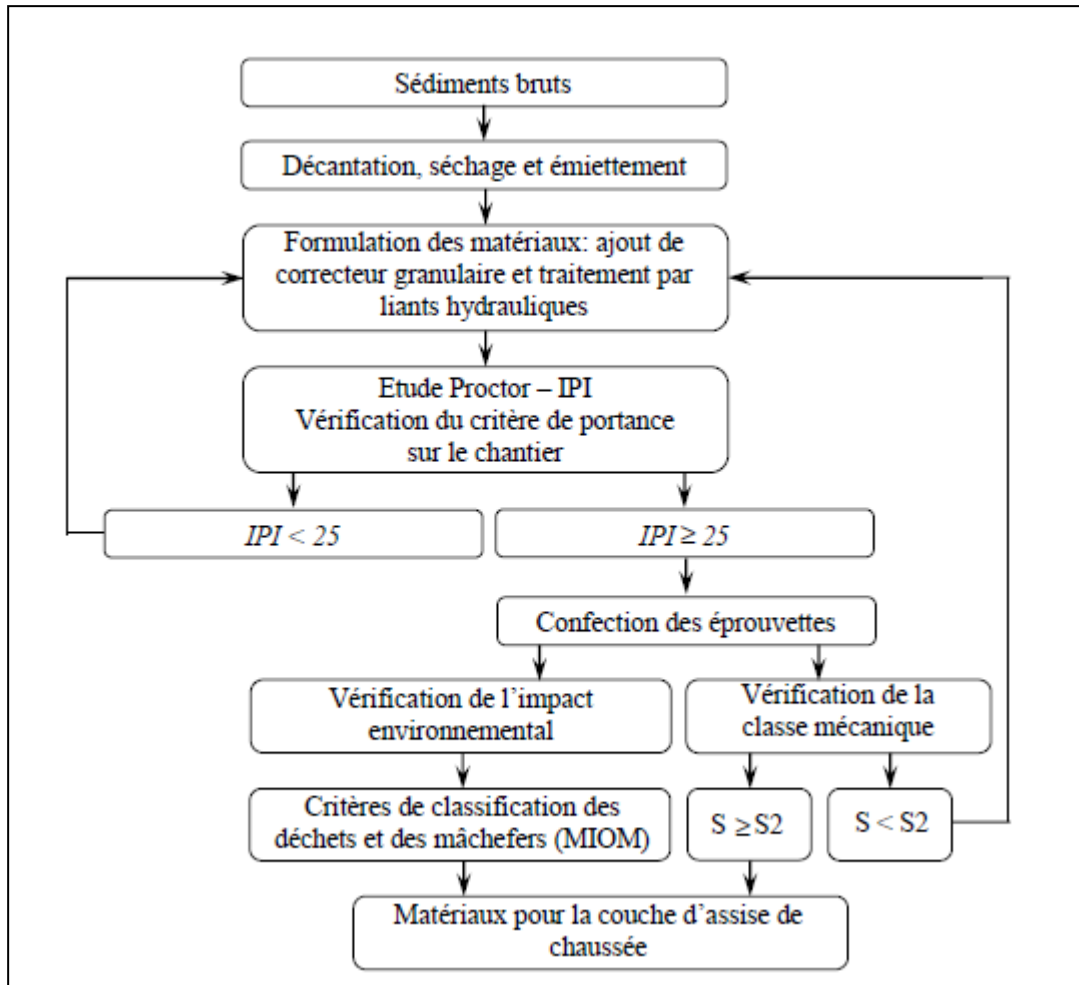 Sédiments bruts
Décantation, séchage et émiettement
Formulation des matériaux: ajout de
correcteur granulaire et traitement par
liants hydrauliques
Etude Proctor – IPI
Vérification du critère de portance
sur le chantier
IPI < 25
IPI ≥ 25
Confection des éprouvettes
Vérification de l’impact
environnemental
Vérification de la
classe mécanique
Critères de classification des
déchets et des mâchefers (MIOM)
S ≥ S2
S < S2
Matériaux pour la couche d’assise de
chaussée